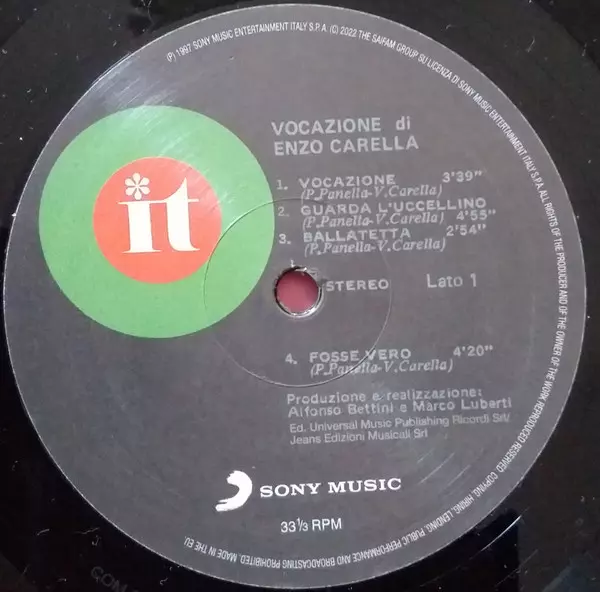 ℗ 1997 SONY MUSIC ENTERTAINMENT ITALY S.P.A. © 2022 THE SAIFAM GROUP SU LICENZA DI SONY MUSIC ENTERTAINMENT ITALY S.P.A. ALL RIGHTS OF THE PRODUCER AND OF THE OWNER OF THE WORK REPRODUCED RESERVED. COPYING, HIRING, LENDING, PUBLIC PERFORMANCE AND BROADCASTING PROHIBITED. MADE IN THE EU
it
VOCAZIONE di
ENZO CARELLA
1. VOCAZIONE 3'39"
(P.Panella-V.Carella)
2. GUARDA L'UCCELLINO
(P.Panella-V.Carella) 4'55"
3. BALLATETTA 2'54"
(P.Panella-V.Carella)
STEREO Lato 1
4. FOSSE VERO 4'20"
(P.Panella-V.Carella)
Produzione e realizzazione:
Alfonso Bettini e Marco Luberti
Ed. Universal Music Publishing Ricordi Srl/
Jeans Edizioni Musicali Srl
SONY MUSIC
33 1/3 RPM